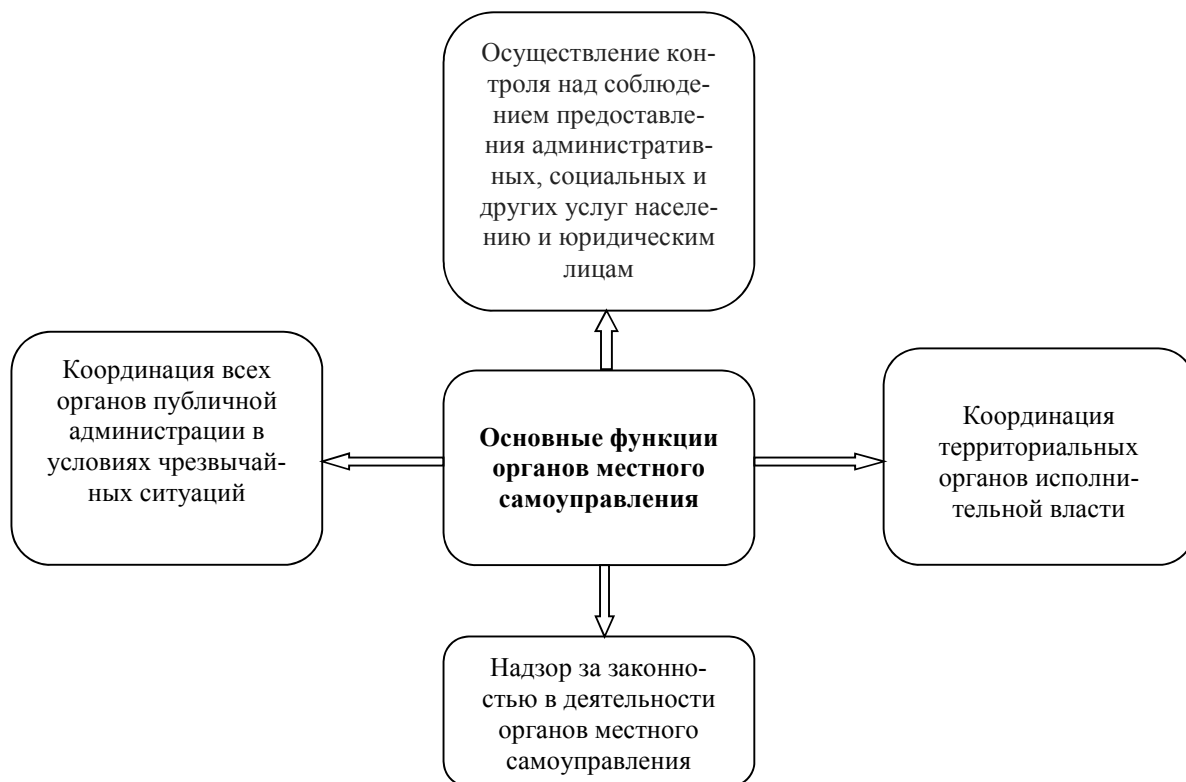 Осуществление кон-
троля над соблюде-
нием предоставле-
ния административ-
ных, социальных и
других услуг населе-
нию и юридическим
лицам
Координация всех
органов публичной
администрации в
условиях чрезвычай-
ных ситуаций
Основные функции
органов местного
самоуправления
Координация
территориальных
органов исполни-
тельной власти
Надзор за законно-
стью в деятельности
органов местного
самоуправления